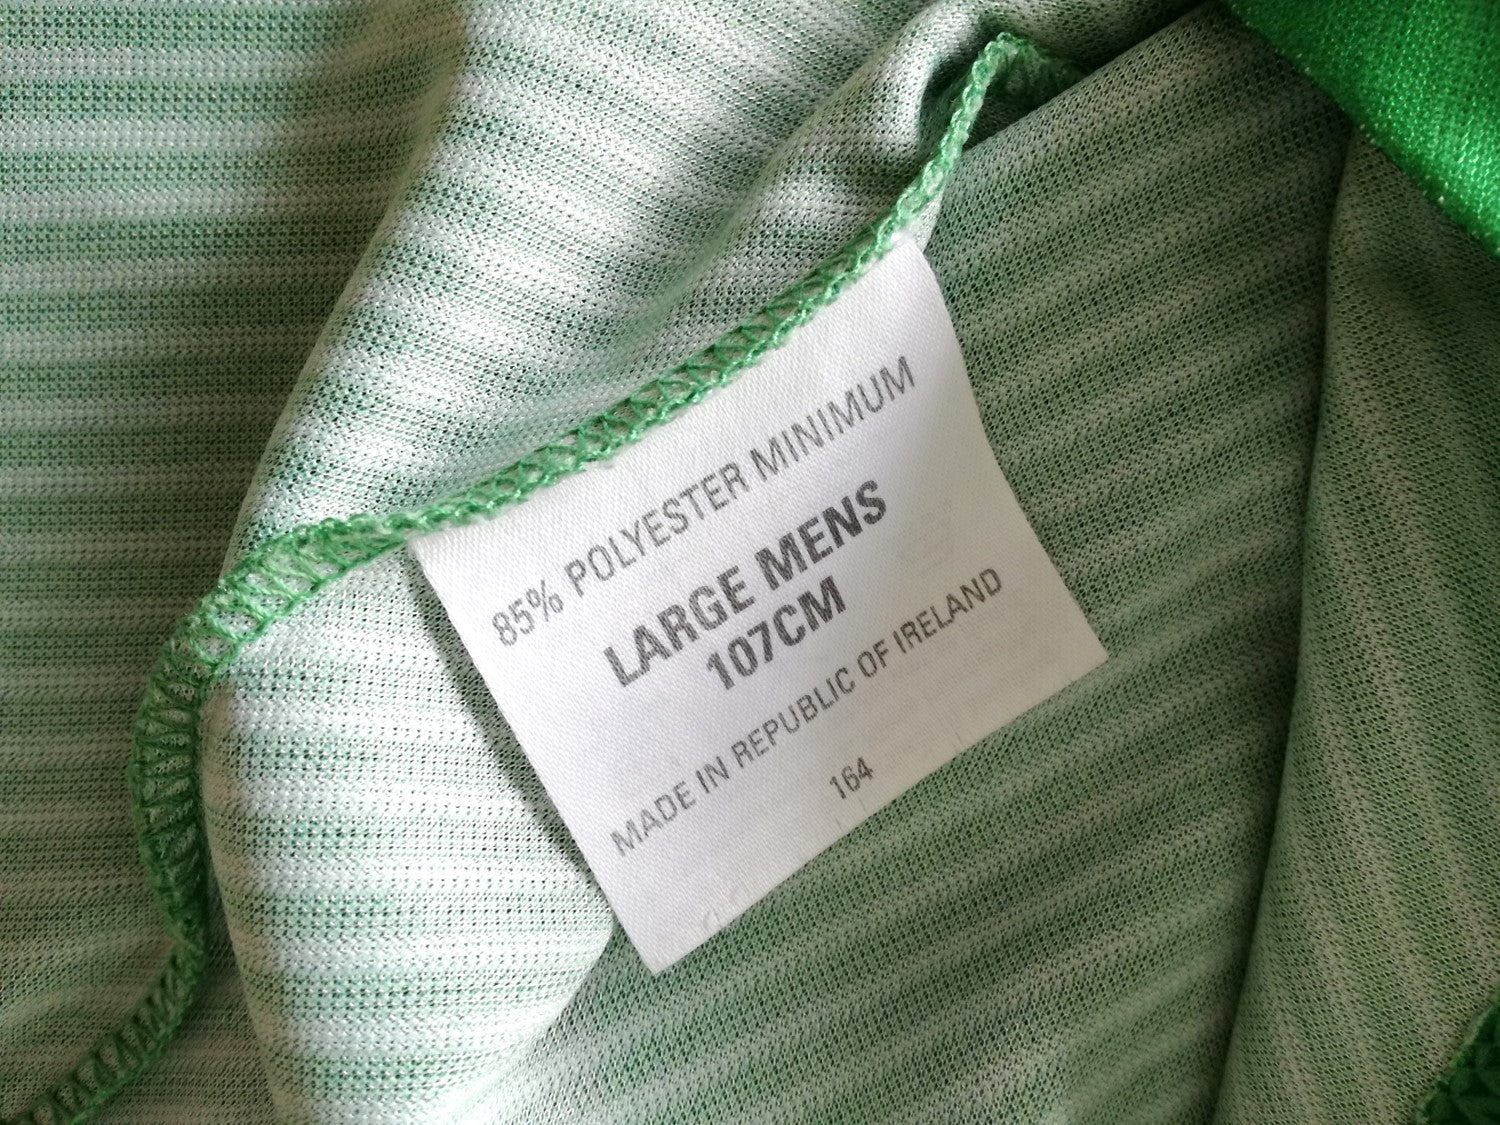 85% POLYESTER MINIMUM
LARGE MENS
107CM
MADE IN REPUBLIC OF IRELAND
164